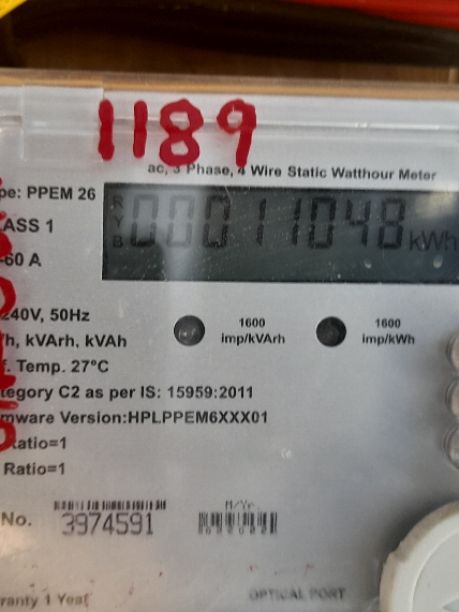 1189
ac, 3 Phase, 4 Wire Static Watthour Meter
pe: PPEM 26
ASS 1
-60 A
R
Y
B
00011048 kWh
240V, 50Hz
h, kVArh, kVAh
f. Temp. 27°C
tegory C2 as per IS: 15959:2011
mware Version:HPLPPEM6XXX01
Ratio=1
Ratio=1
1600
imp/kVArh
1600
imp/kWh
No. 3974591
M/Yr.
ranty 1 Year
OPTICAL PORT